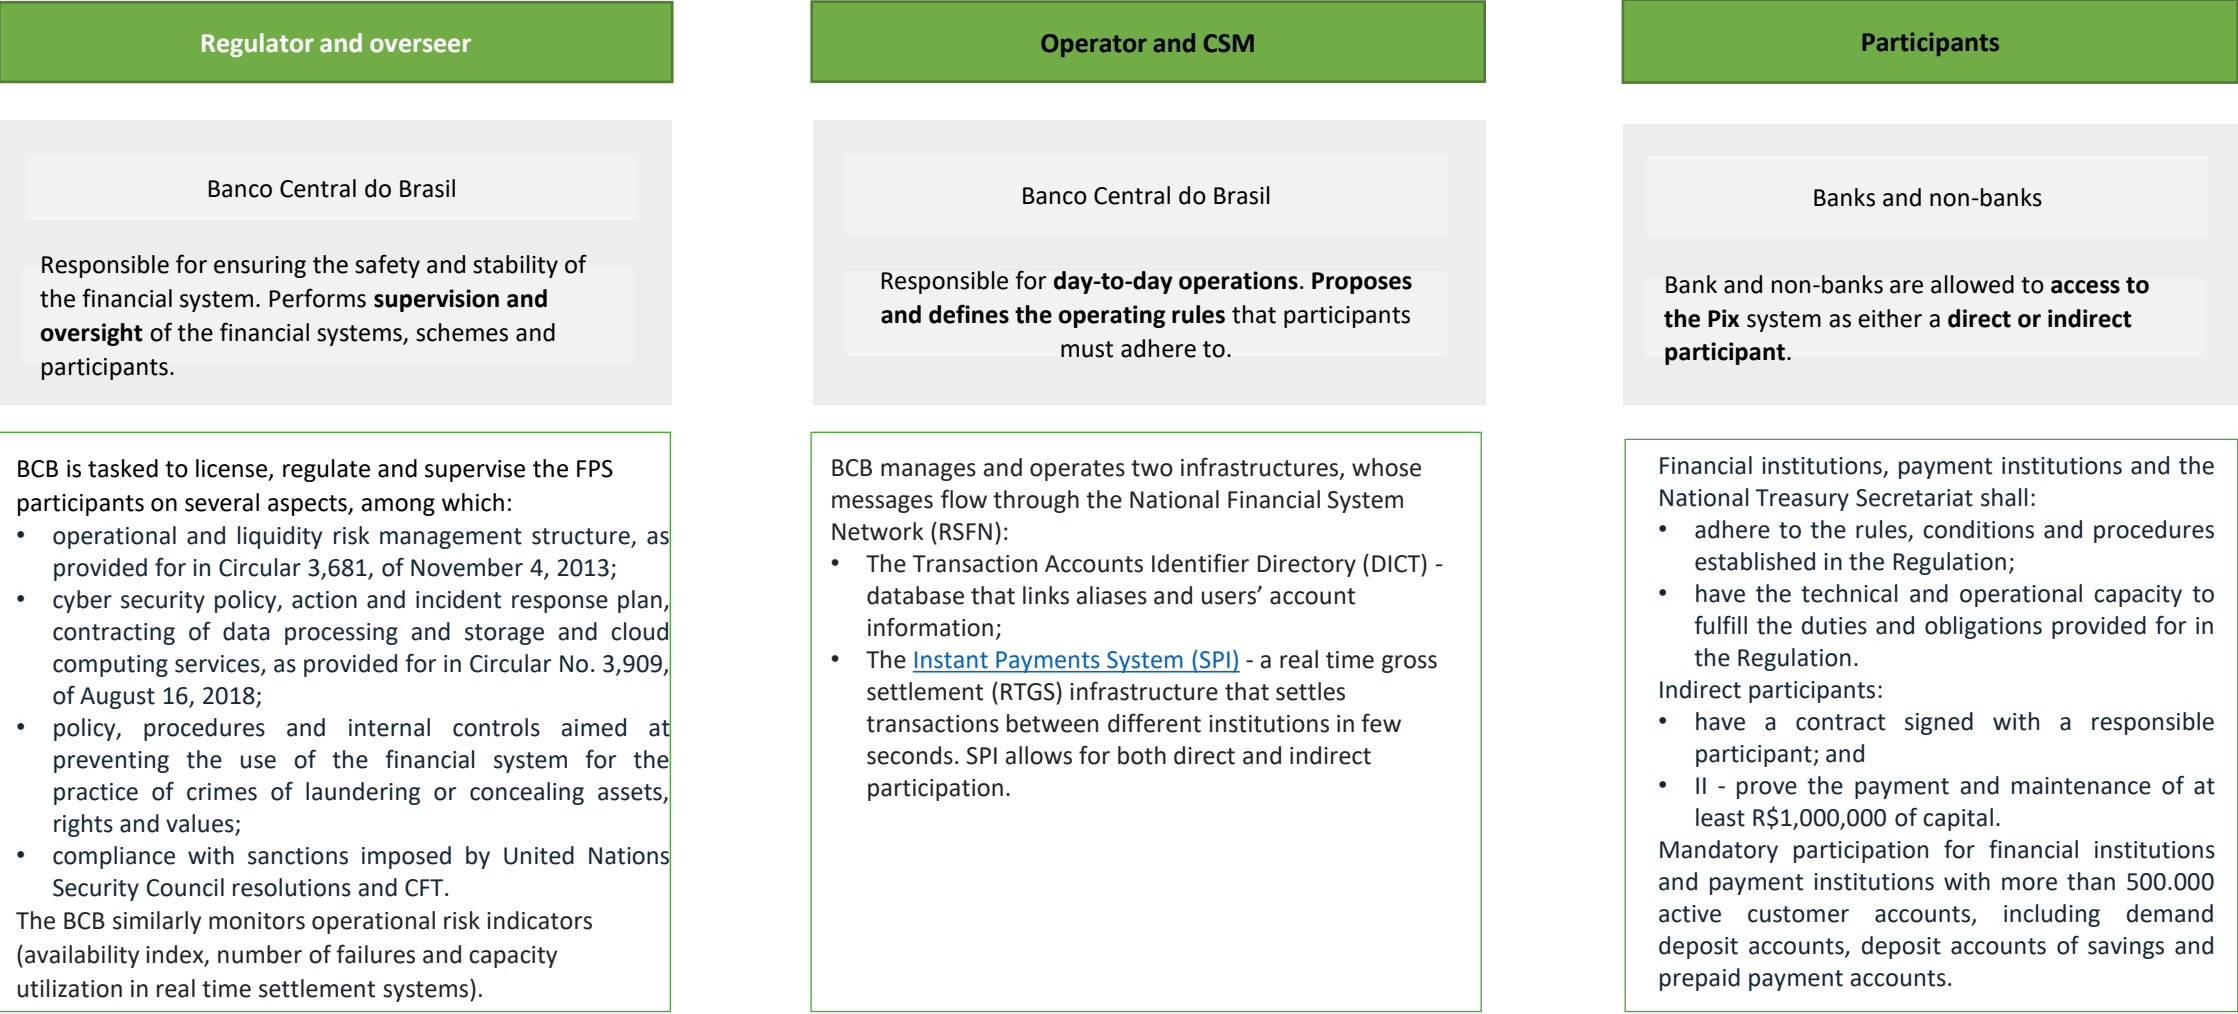 Regulator and overseer
Banco Central do Brasil
Responsible for ensuring the safety and stability of
the financial system. Performs supervision and
oversight of the financial systems, schemes and
participants.
BCB is tasked to license, regulate and supervise the FPS
participants on several aspects, among which:
• operational and liquidity risk management structure, as
provided for in Circular 3,681, of November 4, 2013;
• cyber security policy, action and incident response plan,
contracting of data processing and storage and cloud
computing services, as provided for in Circular No. 3,909,
of August 16, 2018;
• policy, procedures and internal controls aimed at
preventing the use of the financial system for the
practice of crimes of laundering or concealing assets,
rights and values;
• compliance with sanctions imposed by United Nations
Security Council resolutions and CFT.
The BCB similarly monitors operational risk indicators
(availability index, number of failures and capacity
utilization in real time settlement systems).
Operator and CSM
Banco Central do Brasil
Responsible for day-to-day operations. Proposes
and defines the operating rules that participants
must adhere to.
BCB manages and operates two infrastructures, whose
messages flow through the National Financial System
Network (RSFN):
• The Transaction Accounts Identifier Directory (DICT) -
database that links aliases and users’ account
information;
• The Instant Payments System (SPI) - a real time gross
settlement (RTGS) infrastructure that settles
transactions between different institutions in few
seconds. SPI allows for both direct and indirect
participation.
Participants
Banks and non-banks
Bank and non-banks are allowed to access to
the Pix system as either a direct or indirect
participant.
Financial institutions, payment institutions and the
National Treasury Secretariat shall:
• adhere to the rules, conditions and procedures
established in the Regulation;
• have the technical and operational capacity to
fulfill the duties and obligations provided for in
the Regulation.
Indirect participants:
• have a contract signed with a responsible
participant; and
• II - prove the payment and maintenance of at
least R$1,000,000 of capital.
Mandatory participation for financial institutions
and payment institutions with more than 500.000
active customer accounts, including demand
deposit accounts, deposit accounts of savings and
prepaid payment accounts.